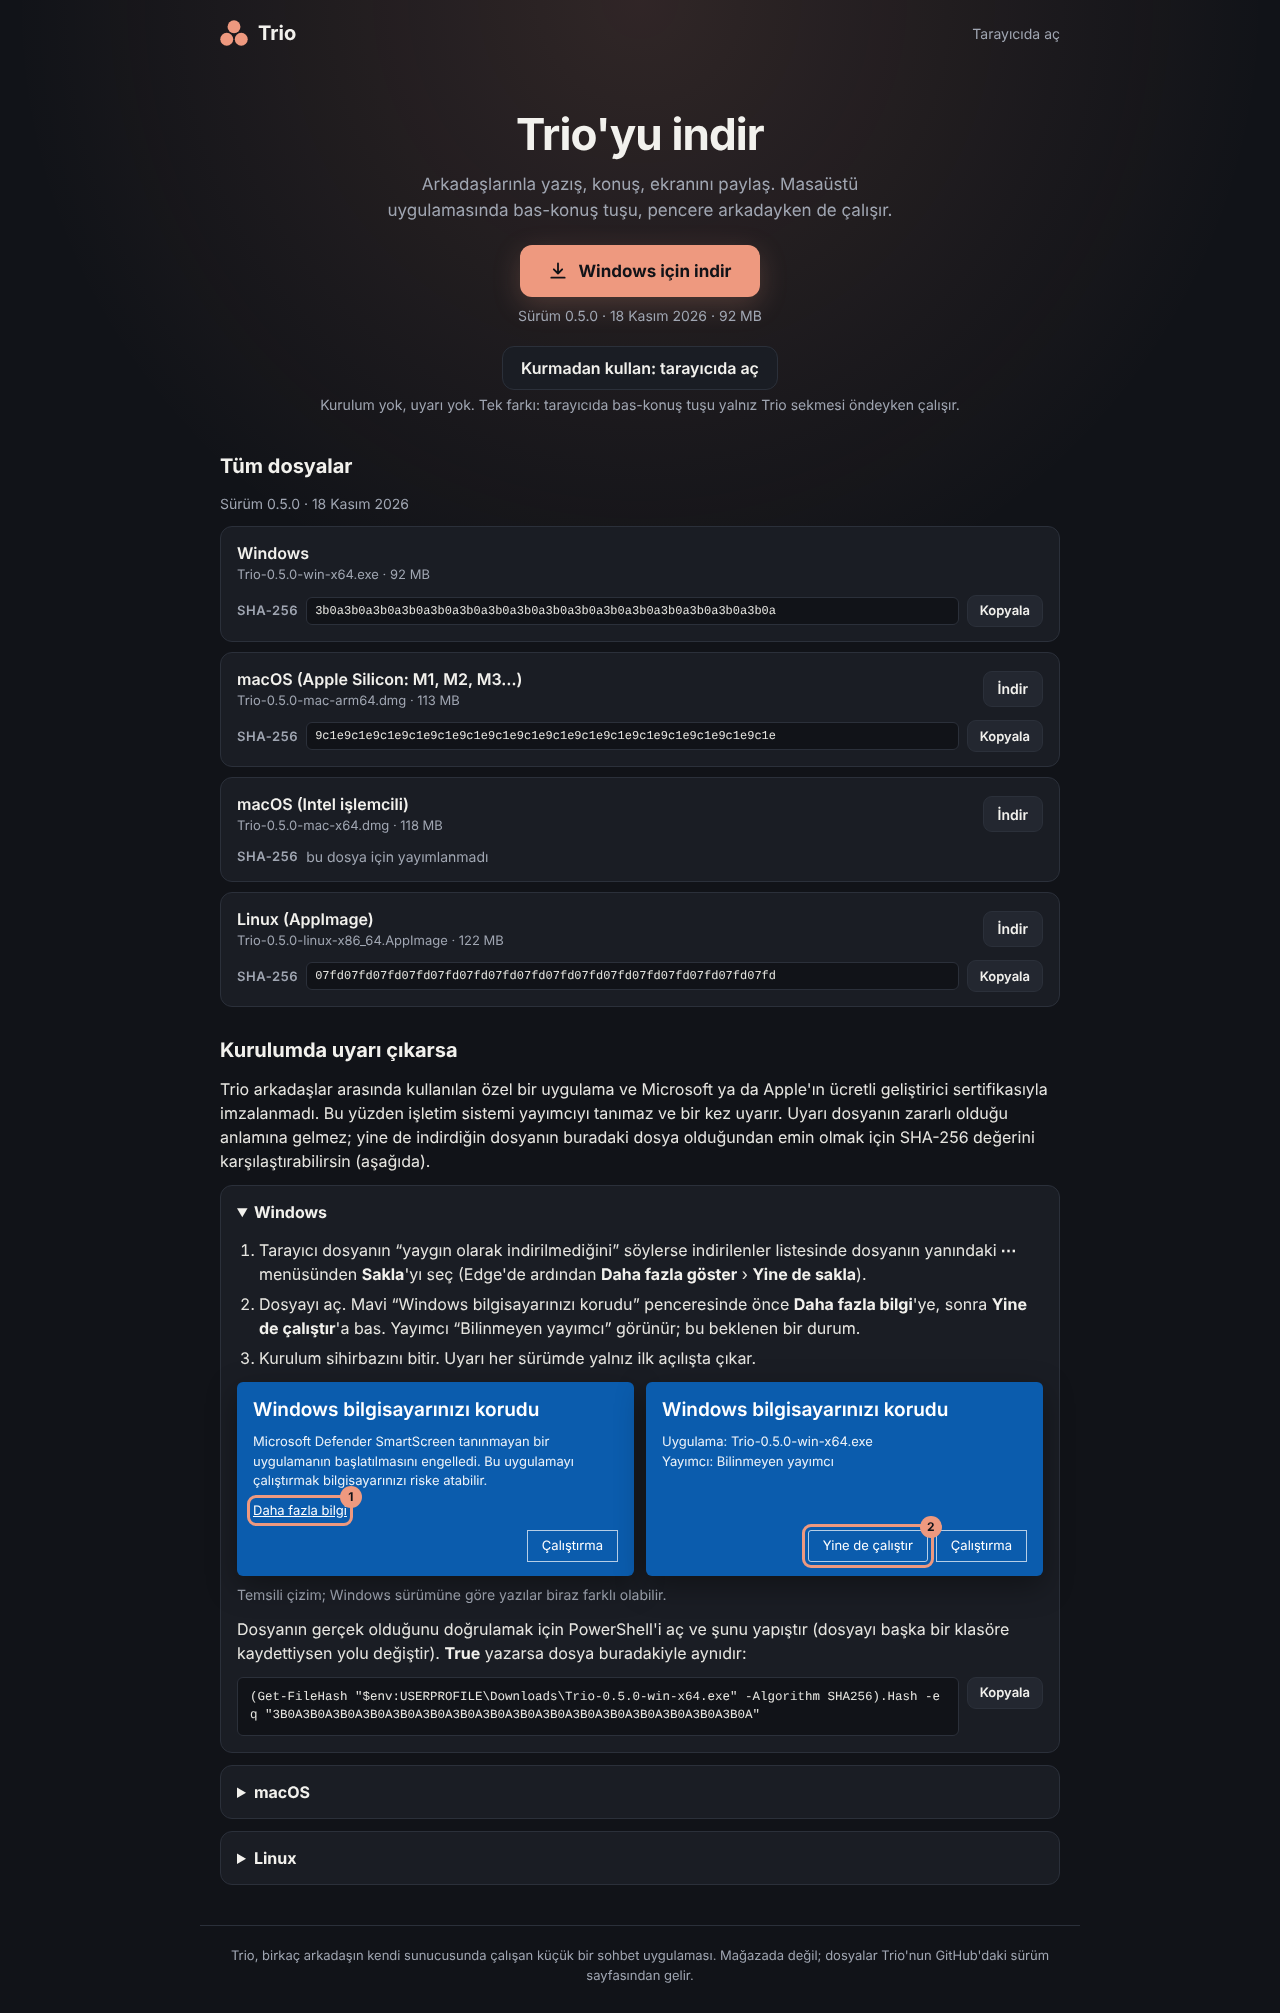 Trio
Tarayıcıda aç
Trio'yu indir
Arkadaşlarınla yazış, konuş, ekranını paylaş. Masaüstü
uygulamasında bas-konuş tuşu, pencere arkadayken de çalışır.
Windows için indir
Sürüm 0.5.0 · 18 Kasım 2026 · 92 MB
Kurmadan kullan: tarayıcıda aç
Kurulum yok, uyarı yok. Tek farkı: tarayıcıda bas-konuş tuşu yalnız Trio sekmesi öndeyken çalışır.
Tüm dosyalar
Sürüm 0.5.0 · 18 Kasım 2026
Windows
Trio-0.5.0-win-x64.exe · 92 MB
SHA-256 3b0a3b0a3b0a3b0a3b0a3b0a3b0a3b0a3b0a3b0a3b0a3b0a3b0a3b0a3b0a3b0a Kopyala
macOS (Apple Silicon: M1, M2, M3…)
Trio-0.5.0-mac-arm64.dmg · 113 MB
İndir
SHA-256 9c1e9c1e9c1e9c1e9c1e9c1e9c1e9c1e9c1e9c1e9c1e9c1e9c1e9c1e9c1e9c1e Kopyala
macOS (Intel işlemcili)
Trio-0.5.0-mac-x64.dmg · 118 MB
İndir
SHA-256 bu dosya için yayımlanmadı
Linux (AppImage)
Trio-0.5.0-linux-x86_64.AppImage · 122 MB
İndir
SHA-256 07fd07fd07fd07fd07fd07fd07fd07fd07fd07fd07fd07fd07fd07fd07fd07fd Kopyala
Kurulumda uyarı çıkarsa
Trio arkadaşlar arasında kullanılan özel bir uygulama ve Microsoft ya da Apple'ın ücretli geliştirici sertifikasıyla
imzalanmadı. Bu yüzden işletim sistemi yayımcıyı tanımaz ve bir kez uyarır. Uyarı dosyanın zararlı olduğu
anlamına gelmez; yine de indirdiğin dosyanın buradaki dosya olduğundan emin olmak için SHA-256 değerini
karşılaştırabilirsin (aşağıda).
Windows
1. Tarayıcı dosyanın “yaygın olarak indirilmediğini” söylerse indirilenler listesinde dosyanın yanındaki ···
menüsünden Sakla'yı seç (Edge'de ardından Daha fazla göster › Yine de sakla).
2. Dosyayı aç. Mavi “Windows bilgisayarınızı korudu” penceresinde önce Daha fazla bilgi'ye, sonra Yine
de çalıştır'a bas. Yayımcı “Bilinmeyen yayımcı” görünür; bu beklenen bir durum.
3. Kurulum sihirbazını bitir. Uyarı her sürümde yalnız ilk açılışta çıkar.
Windows bilgisayarınızı korudu
Microsoft Defender SmartScreen tanınmayan bir
uygulamanın başlatılmasını engelledi. Bu uygulamayı
çalıştırmak bilgisayarınızı riske atabilir.
Daha fazla bilgi
1
Çalıştırma
Windows bilgisayarınızı korudu
Uygulama: Trio-0.5.0-win-x64.exe
Yayımcı: Bilinmeyen yayımcı
Yine de çalıştır
2
Çalıştırma
Temsili çizim; Windows sürümüne göre yazılar biraz farklı olabilir.
Dosyanın gerçek olduğunu doğrulamak için PowerShell'i aç ve şunu yapıştır (dosyayı başka bir klasöre
kaydettiysen yolu değiştir). True yazarsa dosya buradakiyle aynıdır:
(Get-FileHash "$env:USERPROFILE\Downloads\Trio-0.5.0-win-x64.exe" -Algorithm SHA256).Hash -e
q "3B0A3B0A3B0A3B0A3B0A3B0A3B0A3B0A3B0A3B0A3B0A3B0A3B0A3B0A3B0A3B0A"
Kopyala
macOS
Linux
Trio, birkaç arkadaşın kendi sunucusunda çalışan küçük bir sohbet uygulaması. Mağazada değil; dosyalar Trio'nun GitHub'daki sürüm
sayfasından gelir.